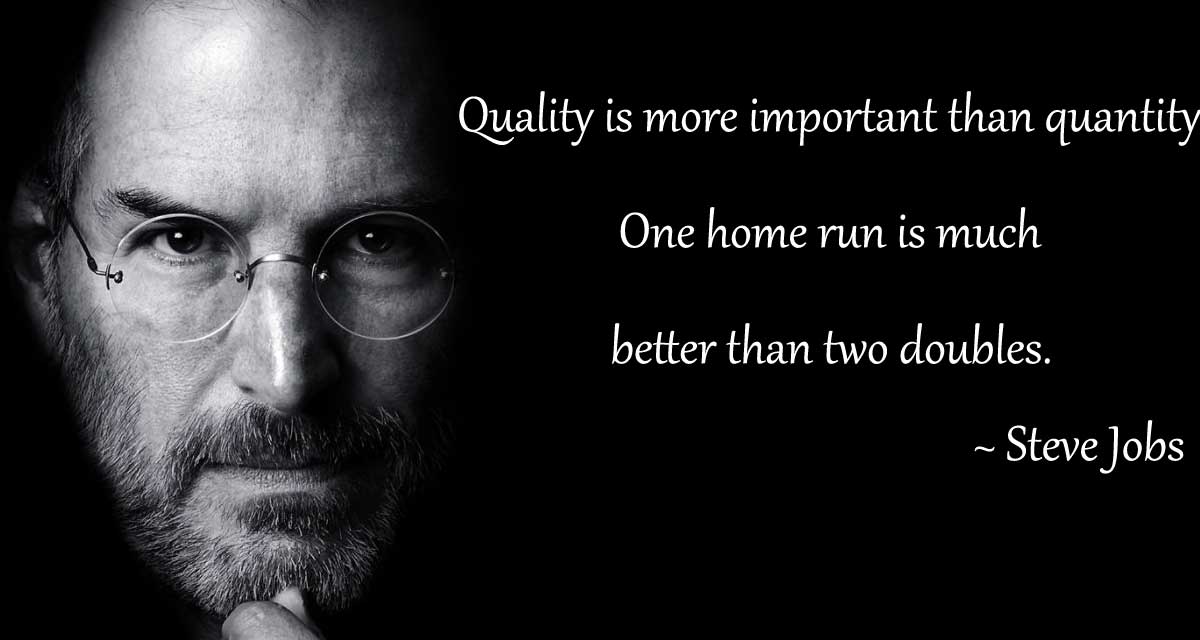 Quality is more important than quantity
One home run is much
better than two doubles.
~ Steve Jobs